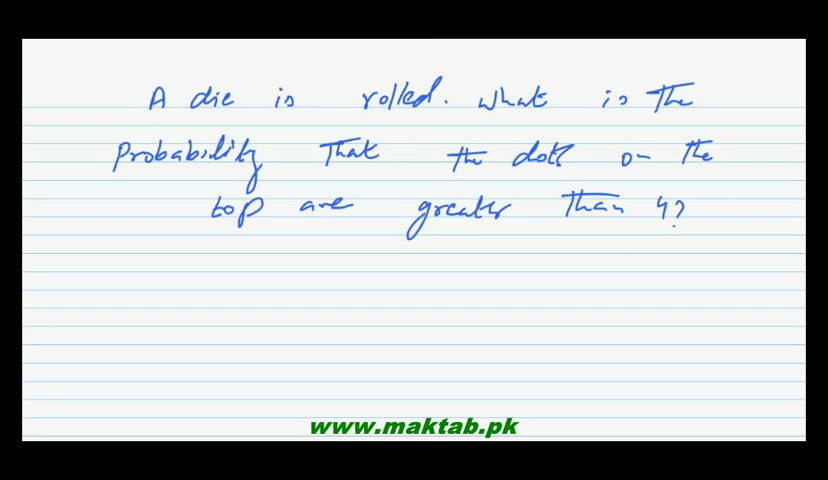 A die is rolled. What is the
Probability That the dots on the
top are greater Than 4?
www.maktab.pk